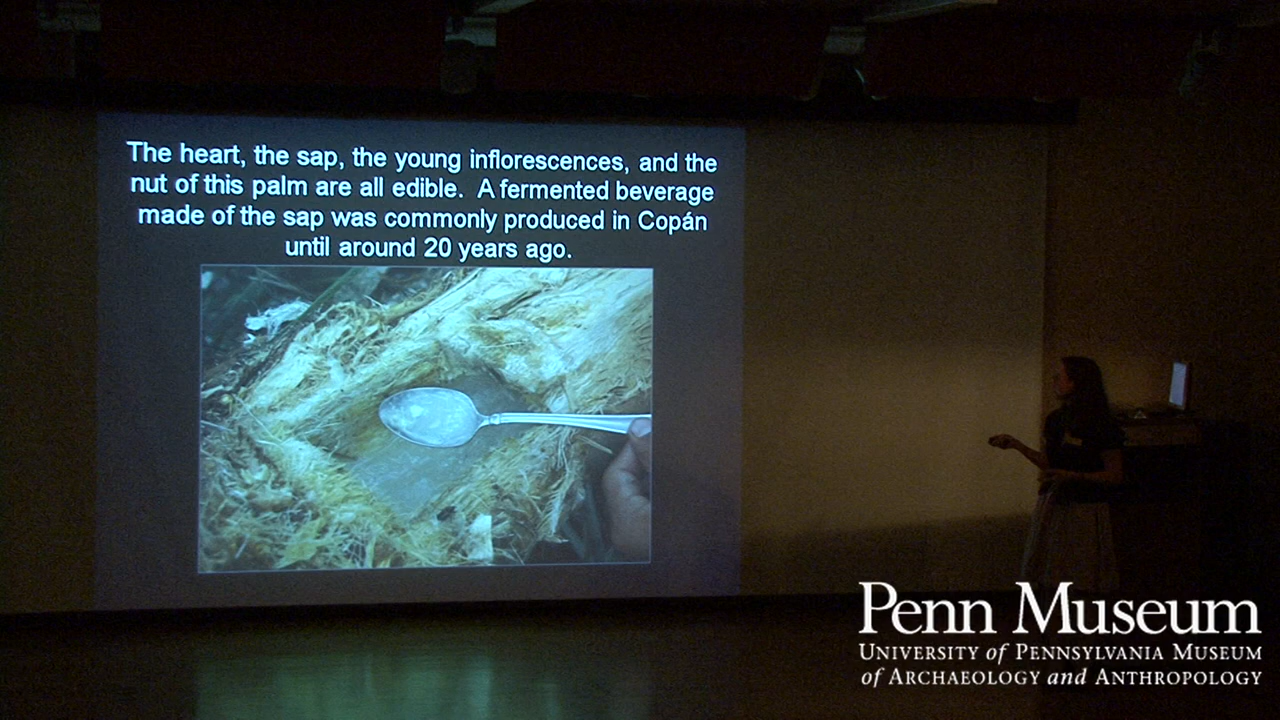 The heart, the sap, the young inflorescences, and the
nut of this palm are all edible.  A fermented beverage
made of the sap was commonly produced in Copán
until around 20 years ago.
Penn Museum
University of Pennsylvania Museum
of Archaeology and Anthropology